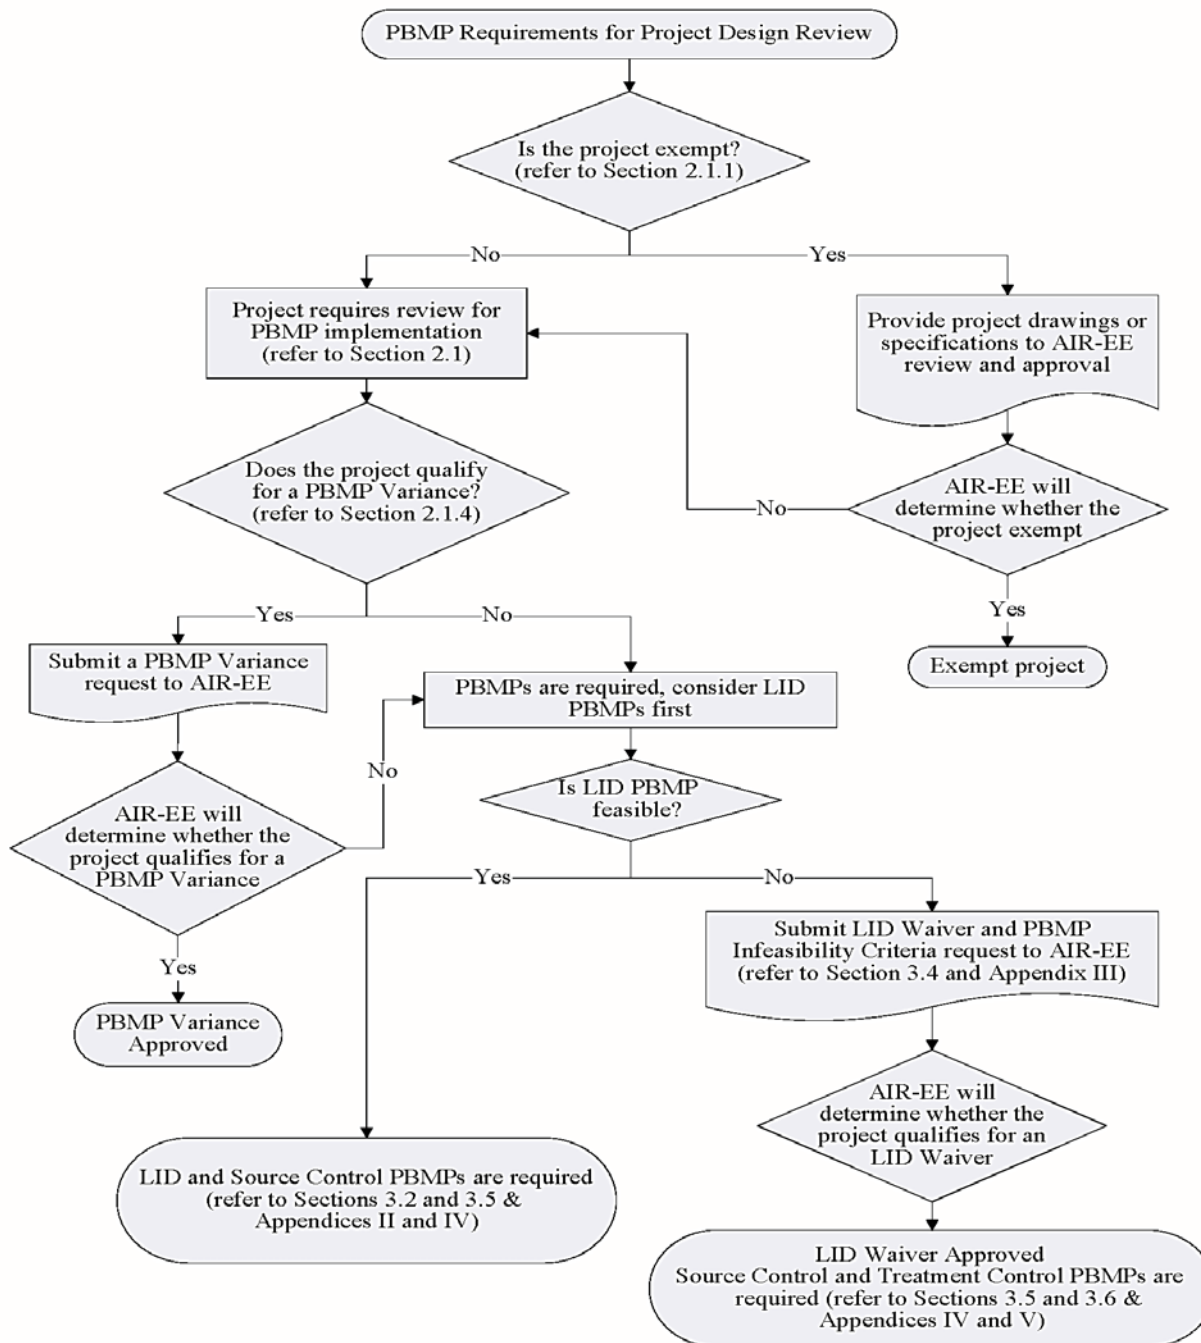 PBMP Requirements for Project Design Review
Is the project exempt?
(refer to Section 2.1.1)
No
Yes
Project requires review for
PBMP implementation
(refer to Section 2.1)
Provide project drawings or
specifications to AIR-EE
review and approval
Does the project qualify
for a PBMP Variance?
(refer to Section 2.1.4)
No
AIR-EE will
determine whether the
project exempt
Yes
Exempt project
Yes
No
Submit a PBMP Variance
request to AIR-EE
PBMPs are required, consider LID
PBMPs first
No
Is LID PBMP
feasible?
AIR-EE will
determine whether the
project qualifies for a
PBMP Variance
Yes
PBMP Variance
Approved
Yes
No
Submit LID Waiver and PBMP
Infeasibility Criteria request to AIR-EE
(refer to Section 3.4 and Appendix III)
AIR-EE will
determine whether the
project qualifies for an
LID Waiver
LID and Source Control PBMPs are required
(refer to Sections 3.2 and 3.5 &
Appendices II and IV)
LID Waiver Approved
Source Control and Treatment Control PBMPs are
required (refer to Sections 3.5 and 3.6 &
Appendices IV and V)